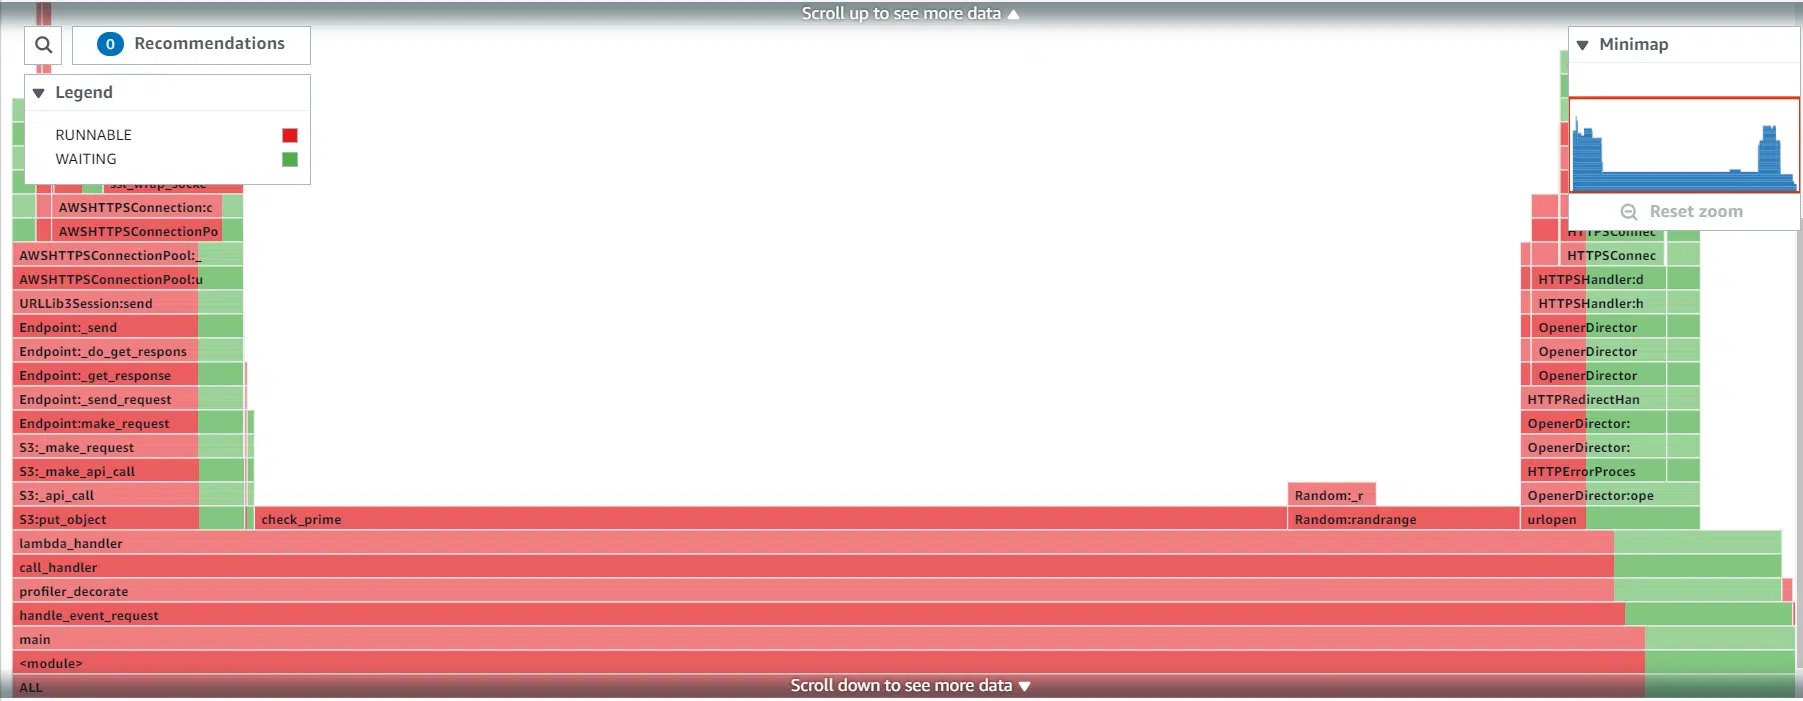 Scroll up to see more data ▲
0 Recommendations
Minimap
Legend
RUNNABLE
WAITING
ssl_wrap_socke
AWSHTTPSConnection:c
Reset zoom
AWSHTTPSConnectionPo
HTTPSConnec
AWSHTTPSConnectionPool:_
HTTPSConnec
AWSHTTPSConnectionPool:u
HTTPSHandler:d
URLLib3Session:send
HTTPSHandler:h
Endpoint:_send
OpenerDirector
Endpoint:_do_get_respons
OpenerDirector
Endpoint:_get_response
OpenerDirector
Endpoint:_send_request
HTTPRedirectHan
Endpoint:make_request
OpenerDirector:
S3:_make_request
OpenerDirector:
S3:_make_api_call
HTTPErrorProces
S3:_api_call
Random:_r
OpenerDirector:ope
S3:put_object
check_prime
Random:randrange
urlopen
lambda_handler
call_handler
profiler_decorate
handle_event_request
main
<module>
ALL
Scroll down to see more data ▼